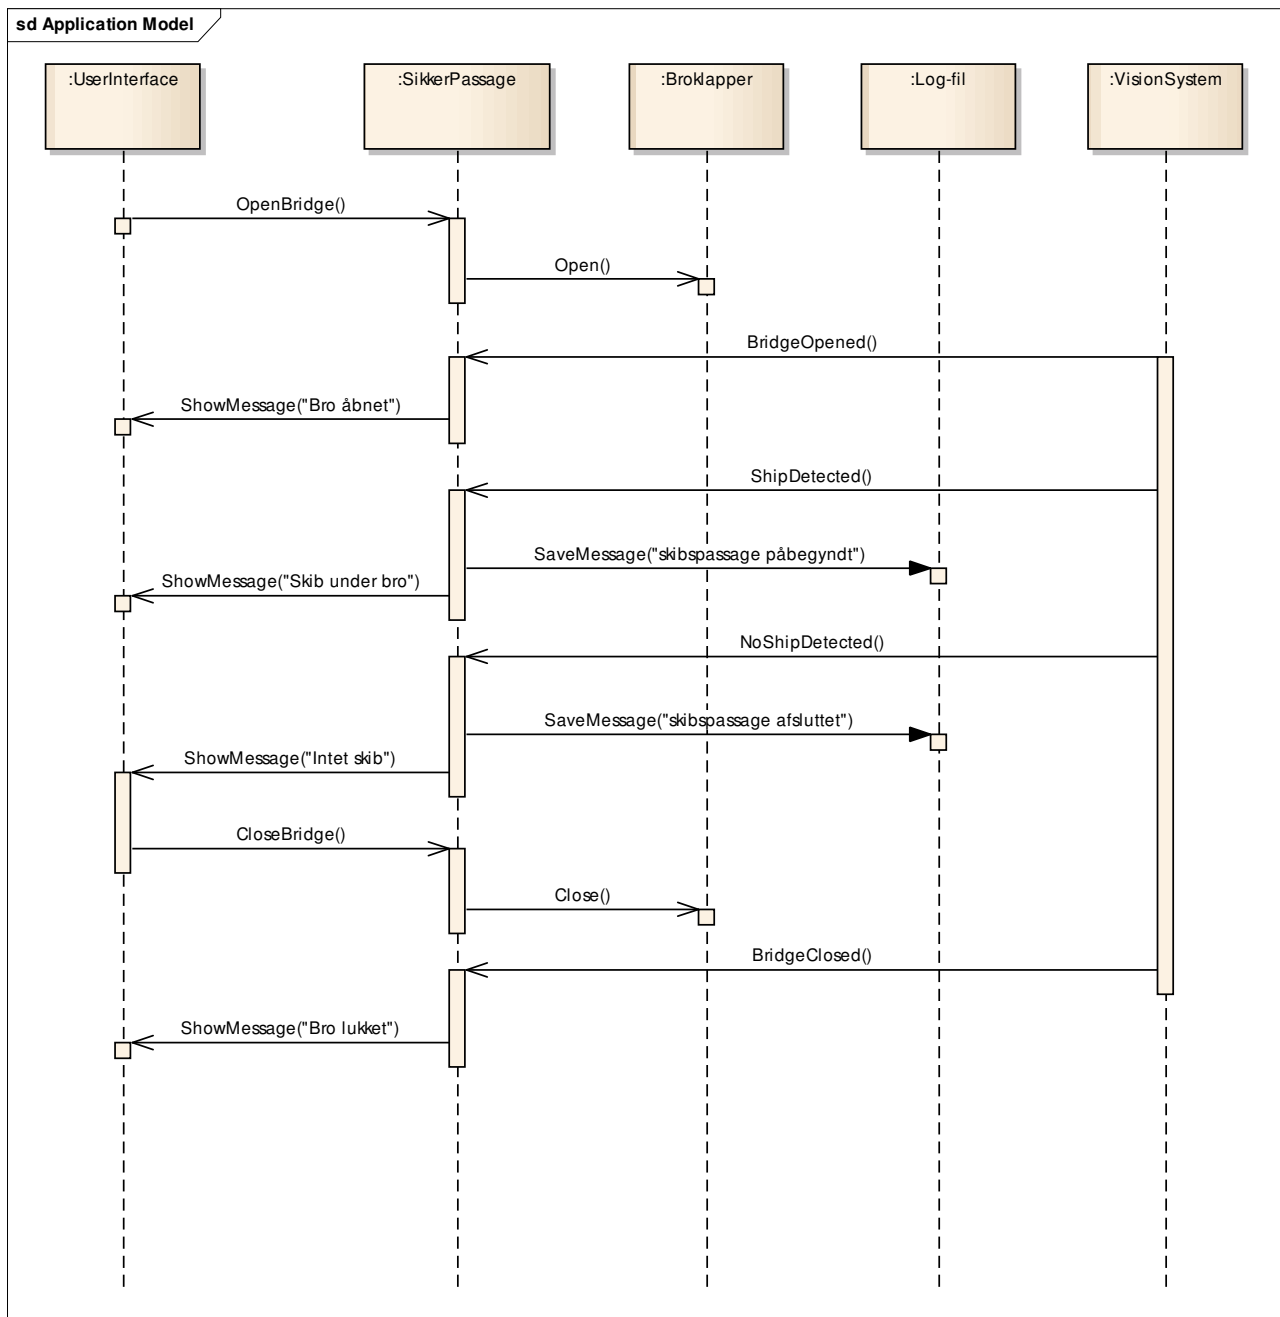 sd Application Model
:UserInterface
:SikkerPassage
:Broklapper
:Log-fil
:VisionSystem
OpenBridge()
Open()
BridgeOpened()
ShowMessage("Bro åbnet")
ShipDetected()
SaveMessage("skibspassage påbegyndt")
ShowMessage("Skib under bro")
NoShipDetected()
SaveMessage("skibspassage afsluttet")
ShowMessage("Intet skib")
CloseBridge()
Close()
BridgeClosed()
ShowMessage("Bro lukket")